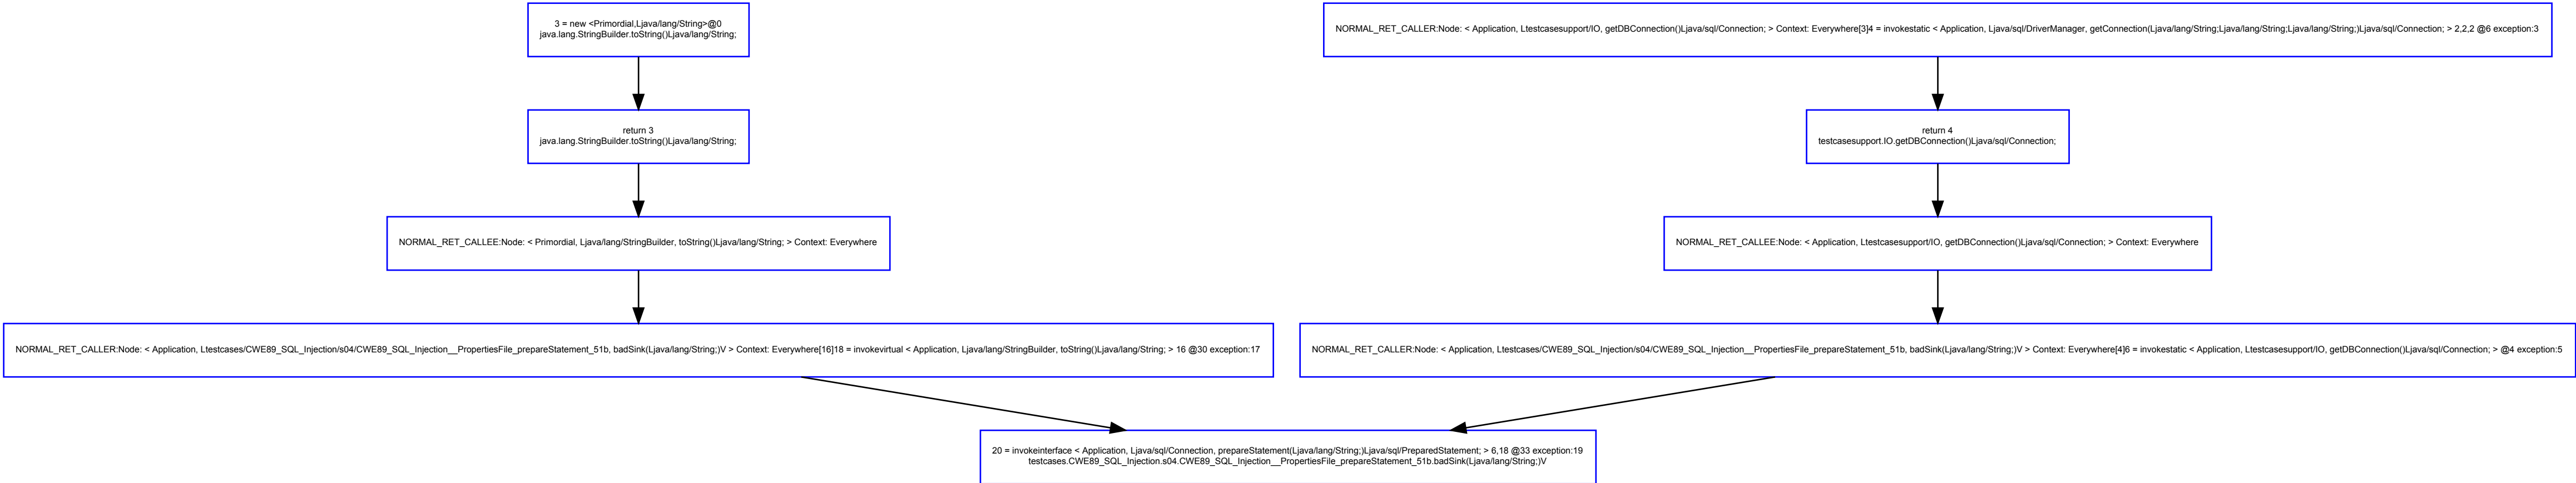 3 = new <Primordial,Ljava/lang/String>@0
java.lang.StringBuilder.toString()Ljava/lang/String;
NORMAL_RET_CALLER:Node: < Application, Ltestcasesupport/IO, getDBConnection()Ljava/sql/Connection; > Context: Everywhere[3]4 = invokestatic < Application, Ljava/sql/DriverManager, getConnection(Ljava/lang/String;Ljava/lang/String;Ljava/lang/String;)Ljava/sql/Connection; > 2,2,2 @6 exception:3
return 3
java.lang.StringBuilder.toString()Ljava/lang/String;
return 4
testcasesupport.IO.getDBConnection()Ljava/sql/Connection;
NORMAL_RET_CALLEE:Node: < Primordial, Ljava/lang/StringBuilder, toString()Ljava/lang/String; > Context: Everywhere
NORMAL_RET_CALLEE:Node: < Application, Ltestcasesupport/IO, getDBConnection()Ljava/sql/Connection; > Context: Everywhere
NORMAL_RET_CALLER:Node: < Application, Ltestcases/CWE89_SQL_Injection/s04/CWE89_SQL_Injection__PropertiesFile_prepareStatement_51b, badSink(Ljava/lang/String;)V > Context: Everywhere[16]18 = invokevirtual < Application, Ljava/lang/StringBuilder, toString()Ljava/lang/String; > 16 @30 exception:17
NORMAL_RET_CALLER:Node: < Application, Ltestcases/CWE89_SQL_Injection/s04/CWE89_SQL_Injection__PropertiesFile_prepareStatement_51b, badSink(Ljava/lang/String;)V > Context: Everywhere[4]6 = invokestatic < Application, Ltestcasesupport/IO, getDBConnection()Ljava/sql/Connection; > @4 exception:5
20 = invokeinterface < Application, Ljava/sql/Connection, prepareStatement(Ljava/lang/String;)Ljava/sql/PreparedStatement; > 6,18 @33 exception:19
testcases.CWE89_SQL_Injection.s04.CWE89_SQL_Injection__PropertiesFile_prepareStatement_51b.badSink(Ljava/lang/String;)V